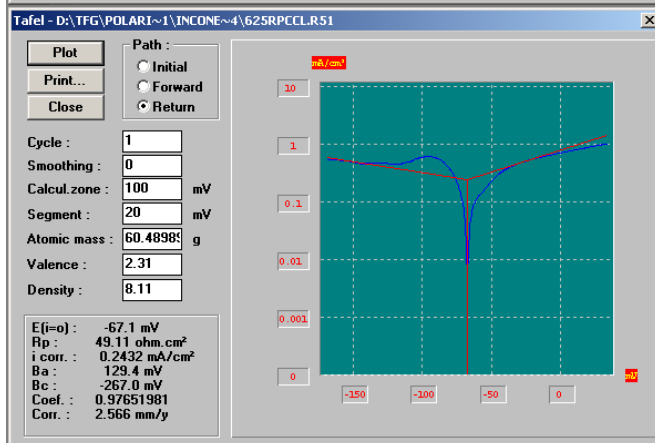 Tafel - D:\TFG\POLARI~1\INCONE~4\625RPCCL.R51
Plot
Print...
Close
Path :
Initial
Forward
Return
Cycle : 1
Smoothing : 0
Calcul.zone : 100 mV
Segment : 20 mV
Atomic mass : 60.48989 g
Valence : 2.31
Density : 8.11
E(i=o) : -67.1 mV
Rp : 49.11 ohm.cm²
i corr. : 0.2432 mA/cm²
Ba : 129.4 mV
Bc : -267.0 mV
Coef. : 0.97651981
Corr. : 2.566 mm/y
mA/cm²
10
1
0.1
0.01
0.001
0
-150
-100
-50
0
mV